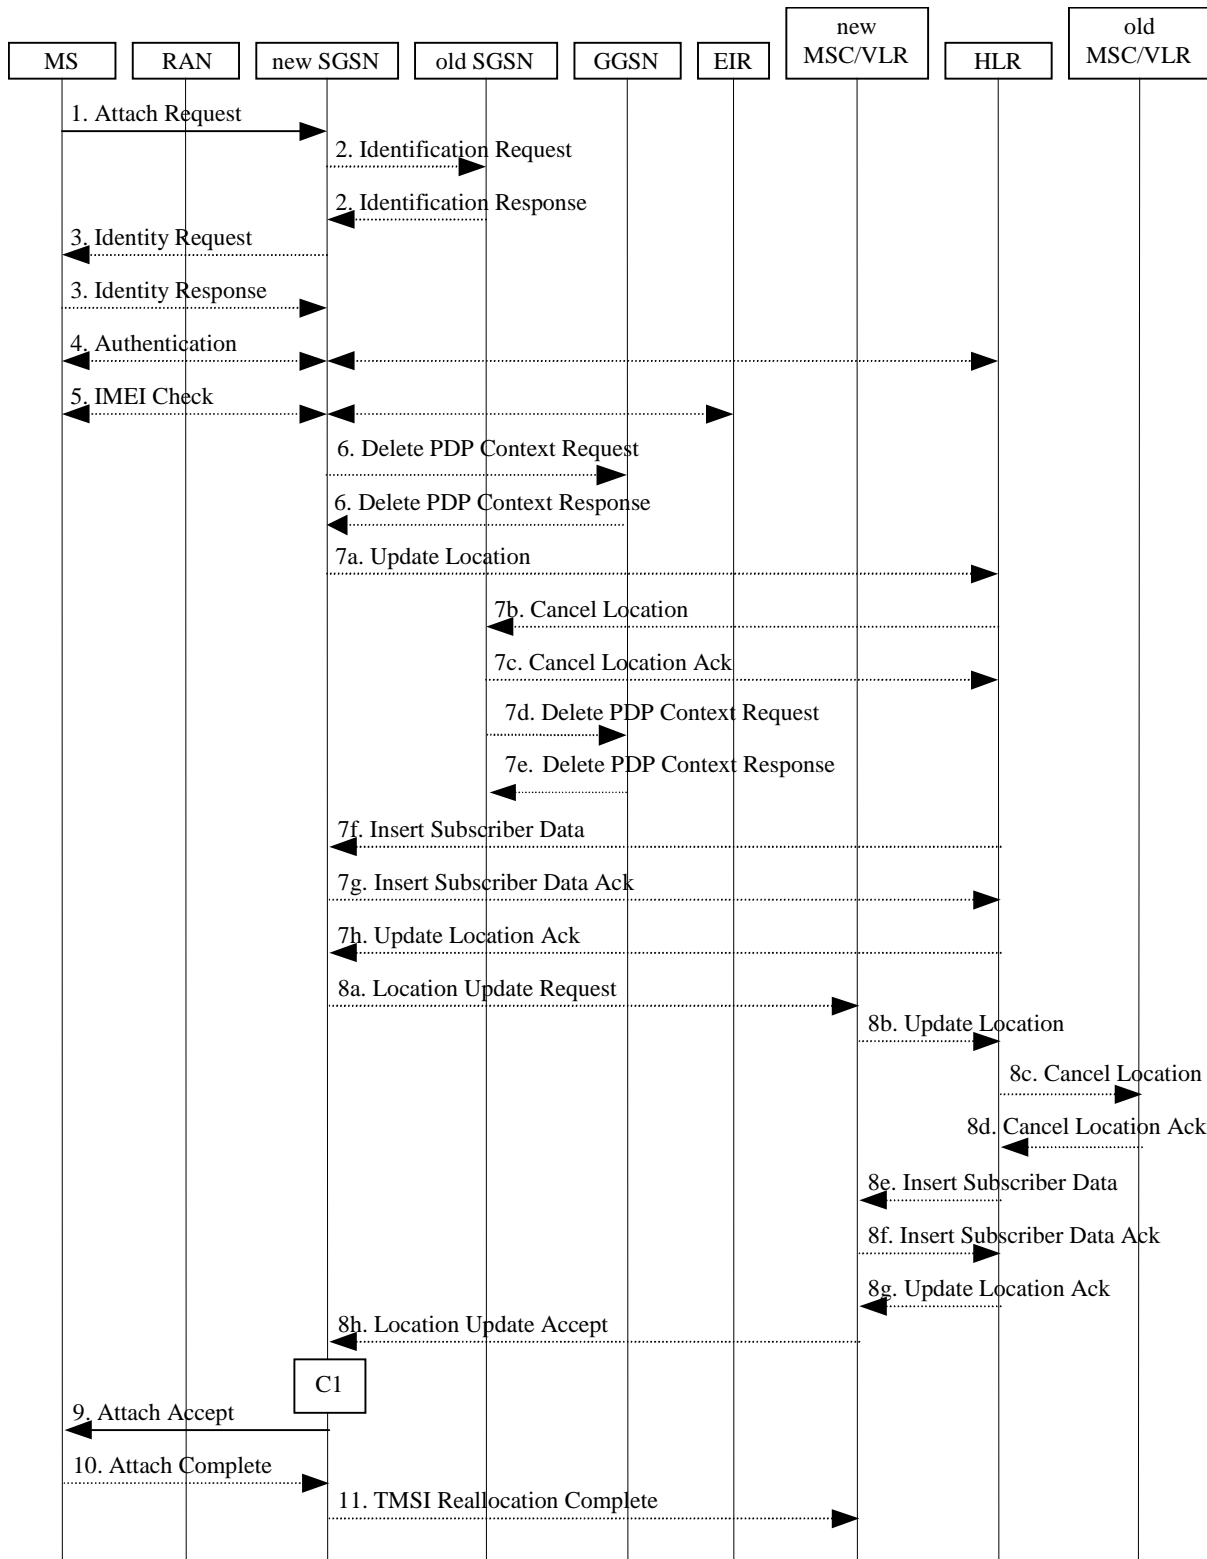 MS
RAN
new SGSN
old SGSN
GGSN
EIR
new
MSC/VLR
HLR
old
MSC/VLR
1. Attach Request
2. Identification Request
2. Identification Response
3. Identity Request
3. Identity Response
4. Authentication
5. IMEI Check
6. Delete PDP Context Request
6. Delete PDP Context Response
7a. Update Location
7b. Cancel Location
7c. Cancel Location Ack
7d. Delete PDP Context Request
7e. Delete PDP Context Response
7f. Insert Subscriber Data
7g. Insert Subscriber Data Ack
7h. Update Location Ack
8a. Location Update Request
8b. Update Location
8c. Cancel Location
8d. Cancel Location Ack
8e. Insert Subscriber Data
8f. Insert Subscriber Data Ack
8g. Update Location Ack
8h. Location Update Accept
C1
9. Attach Accept
10. Attach Complete
11. TMSI Reallocation Complete